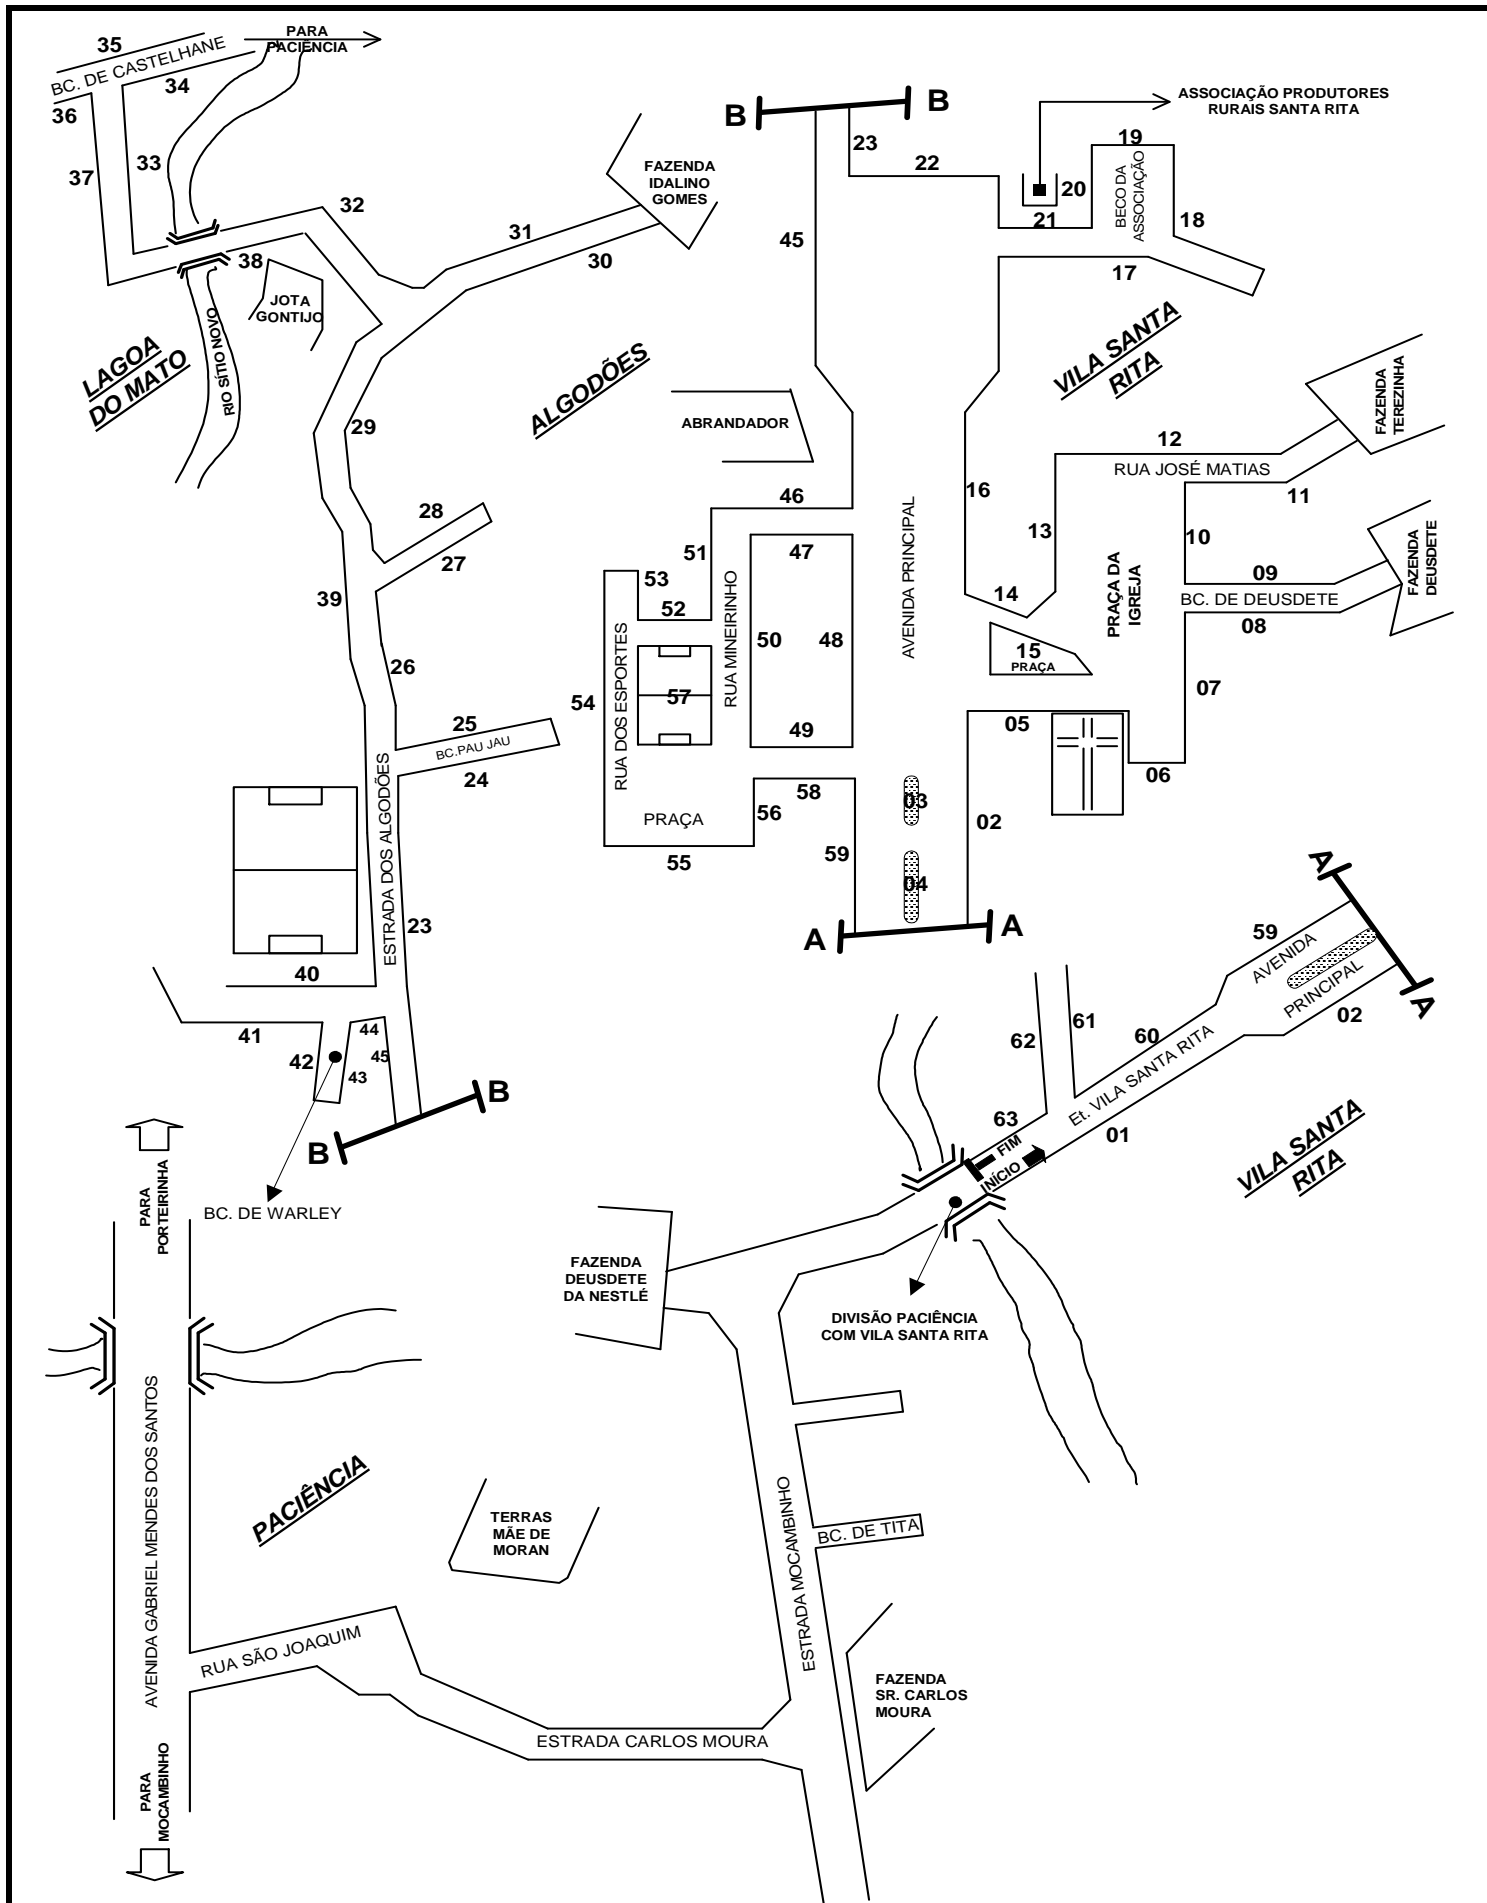 35
PARA
PACIÊNCIA
BC. DE CASTELHANE
34
36
33
37
32
31
30
38
FAZENDA
IDALINO
GOMES
JOTA
GONTIJO
RIO SÍTIO NOVO
LAGOA
DO MATO
ALGODÕES
29
28
27
39
26
25
BC.PAU JAU
24
ESTRADA DOS ALGODÕES
23
40
41
42
44
45
43
B
B
BC. DE WARLEY
B
B
23
22
ASSOCIAÇÃO PRODUTORES
RURAIS SANTA RITA
19
20
BECO DA
ASSOCIAÇÃO
21
18
45
17
VILA SANTA
RITA
ABRANDADOR
46
16
12
RUA JOSÉ MATIAS
11
FAZENDA
TEREZINHA
13
10
51
47
53
52
AVENIDA PRINCIPAL
14
PRAÇA DA
IGREJA
09
BC. DE DEUSDETE
08
FAZENDA
DEUSDETE
RUA MINEIRINHO
50
48
15
PRAÇA
54
RUA DOS ESPORTES
57
07
49
05
06
58
03
56
PRAÇA
02
55
59
04
A
A
A
A
59
AVENIDA
PRINCIPAL
02
62
61
60
Et. VILA SANTA RITA
63
01
FIM
INÍCIO
VILA SANTA
RITA
DIVISÃO PACIÊNCIA
COM VILA SANTA RITA
PARA
PORTEIRINHA
FAZENDA
DEUSDETE
DA NESTLÉ
AVENIDA GABRIEL MENDES DOS SANTOS
PACIÊNCIA
TERRAS
MÃE DE
MORAN
ESTRADA MOCAMBINHO
BC. DE TITA
RUA SÃO JOAQUIM
FAZENDA
SR. CARLOS
MOURA
ESTRADA CARLOS MOURA
PARA
MOCAMBINHO